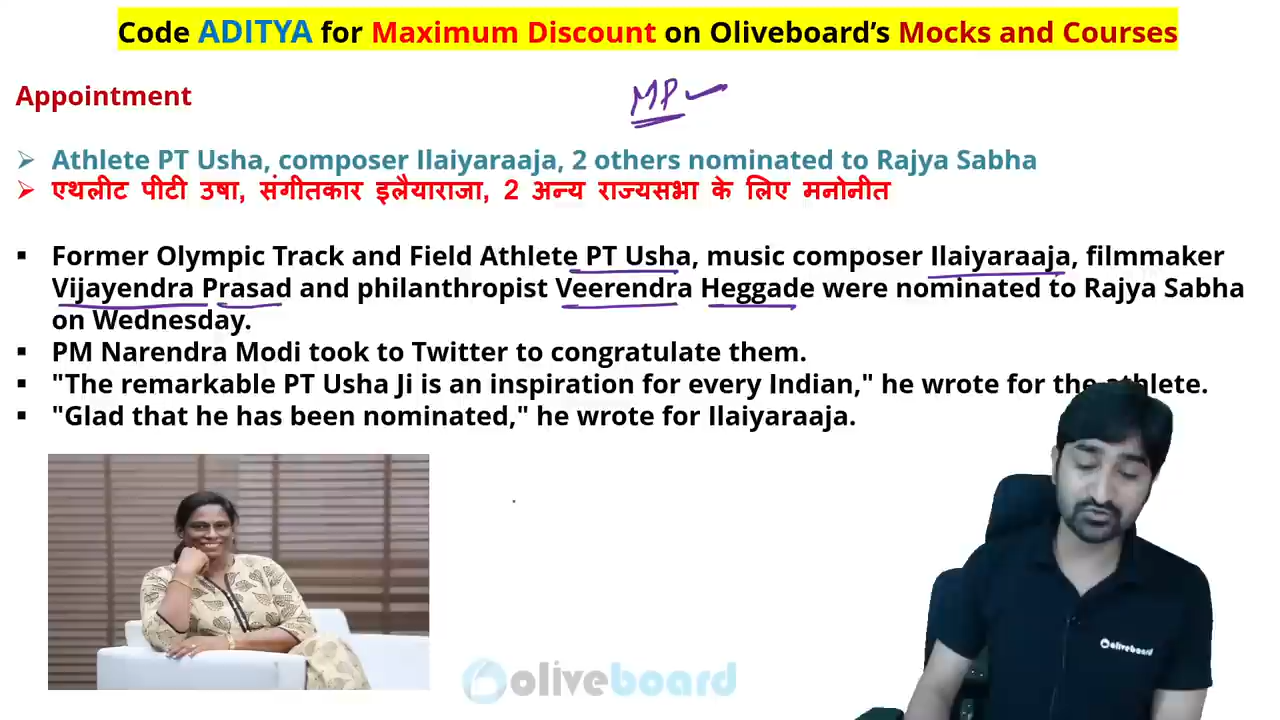 Code ADITYA for Maximum Discount on Oliveboard’s Mocks and Courses
MP
Appointment
Athlete PT Usha, composer Ilaiyaraaja, 2 others nominated to Rajya Sabha
एथलीट पीटी उषा, संगीतकार इलैयाराजा, 2 अन्य राज्यसभा के लिए मनोनीत
Former Olympic Track and Field Athlete PT Usha, music composer Ilaiyaraaja, filmmaker
Vijayendra Prasad and philanthropist Veerendra Heggade were nominated to Rajya Sabha
on Wednesday.
PM Narendra Modi took to Twitter to congratulate them.
"The remarkable PT Usha Ji is an inspiration for every Indian," he wrote for the athlete.
"Glad that he has been nominated," he wrote for Ilaiyaraaja.
oliveboard
oliveboard